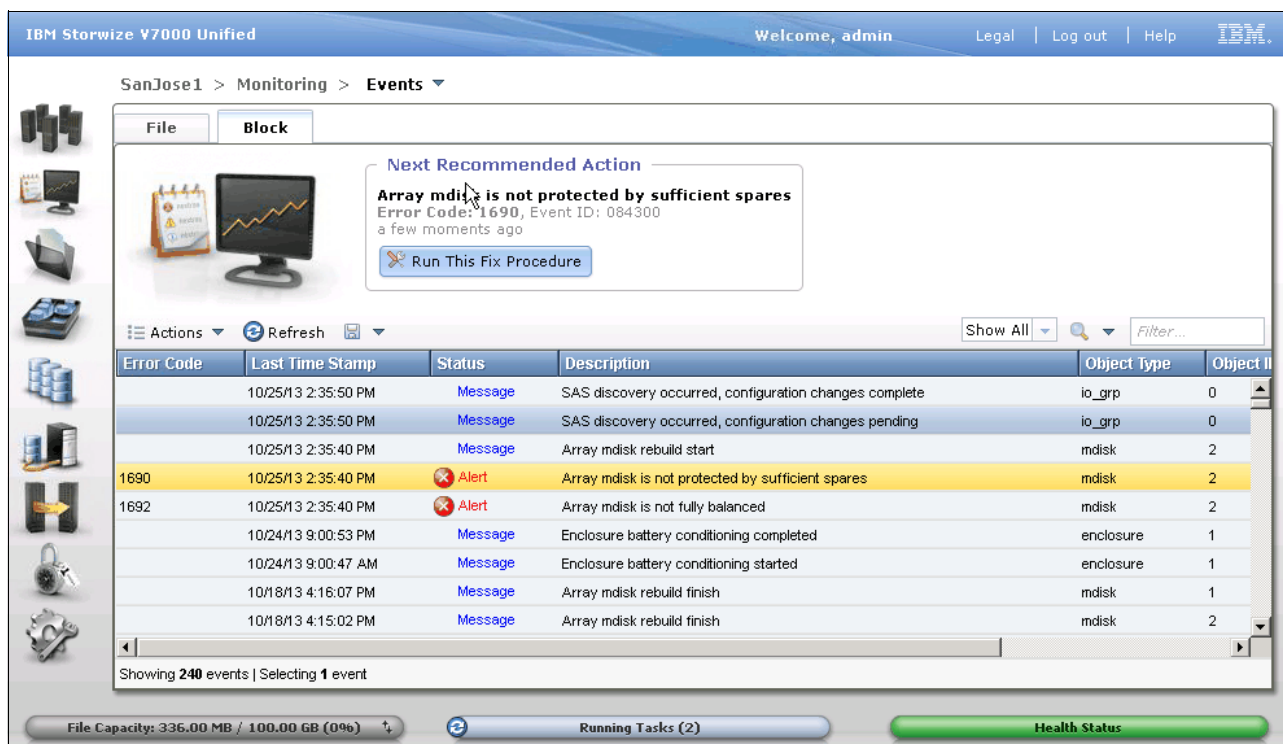 IBM Storwize V7000 Unified Welcome, admin Legal | Log out | Help IBM.
SanJose1 > Monitoring > Events
File Block
Next Recommended Action
Array mdisk is not protected by sufficient spares
Error Code: 1690, Event ID: 084300
a few moments ago
Run This Fix Procedure
Actions Refresh Show All Filter...
Error Code Last Time Stamp Status Description Object Type Object I
10/25/13 2:35:50 PM Message SAS discovery occurred, configuration changes complete io_grp 0
10/25/13 2:35:50 PM Message SAS discovery occurred, configuration changes pending io_grp 0
10/25/13 2:35:40 PM Message Array mdisk rebuild start mdisk 2
1690 10/25/13 2:35:40 PM Alert Array mdisk is not protected by sufficient spares mdisk 2
1692 10/25/13 2:35:40 PM Alert Array mdisk is not fully balanced mdisk 2
10/24/13 9:00:53 PM Message Enclosure battery conditioning completed enclosure 1
10/24/13 9:00:47 AM Message Enclosure battery conditioning started enclosure 1
10/18/13 4:16:07 PM Message Array mdisk rebuild finish mdisk 1
10/18/13 4:15:02 PM Message Array mdisk rebuild finish mdisk 2
Showing 240 events | Selecting 1 event
File Capacity: 336.00 MB / 100.00 GB (0%) Running Tasks (2) Health Status